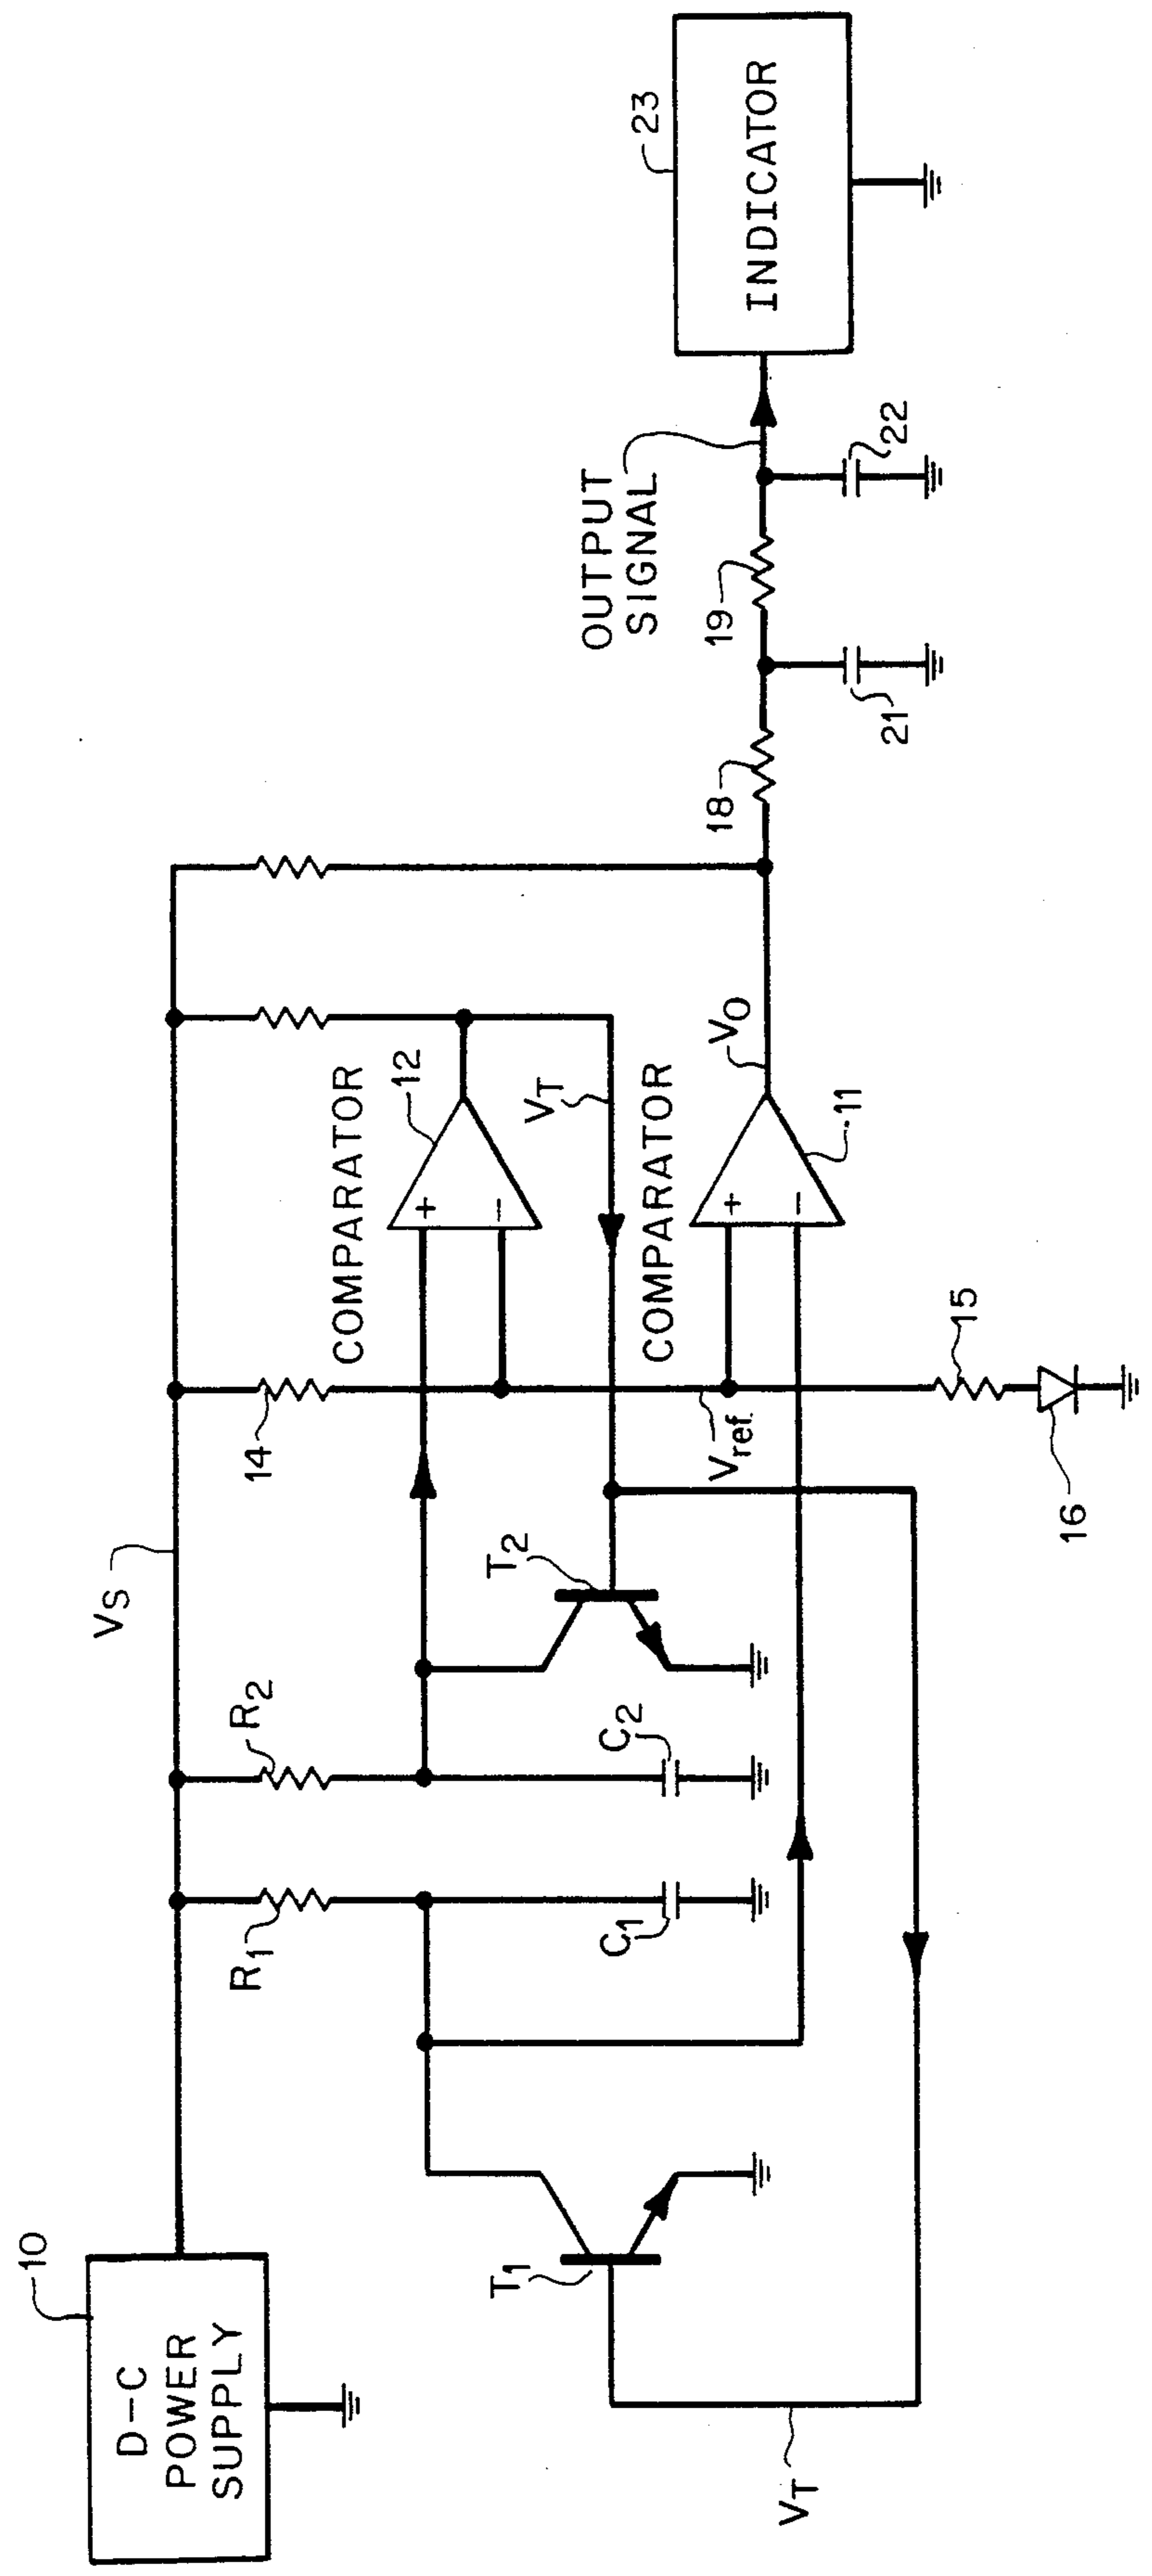 10
D-C
POWER
SUPPLY
VS
R1
R2
C1
C2
T1
T2
VT
14
COMPARATOR
12
+
-
VT
COMPARATOR
11
+
-
Vref.
15
16
VO
18
19
21
22
OUTPUT
SIGNAL
23
INDICATOR